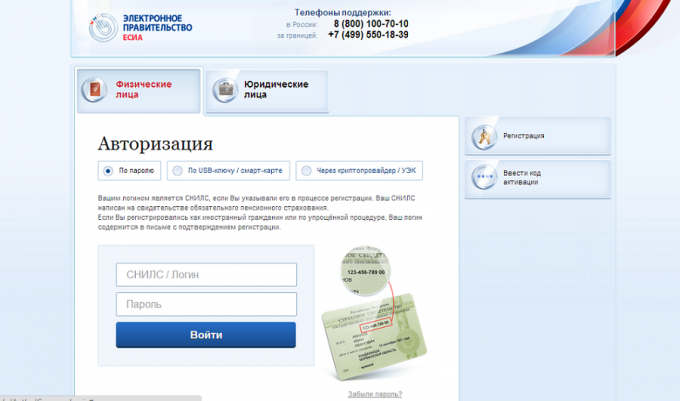 ЭЛЕКТРОННОЕ
ПРАВИТЕЛЬСТВО
ЕСИА
Телефоны поддержки:
в России: 8 (800) 100-70-10
за границей: +7 (499) 550-18-39
Физические
лица
Юридические
лица
Авторизация
По паролю
По USB-ключу / смарт-карте
Через криптопровайдер / УЭК
Вашим логином является СНИЛС, если Вы указывали его в процессе регистрации. Ваш СНИЛС
написан на свидетельстве обязательного пенсионного страхования.
Если Вы регистрировались как иностранный гражданин или по упрощённой процедуре, Ваш логин
содержится в письме с подтверждением регистрации.
СНИЛС / Логин
Пароль
Войти
123-456-789 00
Забыли пароль?
Регистрация
Ввести код
активации